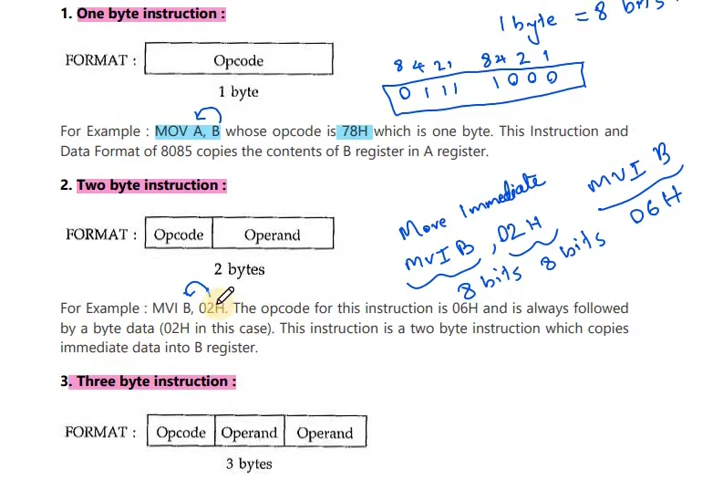 1. One byte instruction :
1 byte = 8 bits
FORMAT : Opcode
1 byte
8 4 2 1 8 4 2 1
0 1 1 1 1 0 0 0
For Example : MOV A, B whose opcode is 78H which is one byte. This Instruction and
Data Format of 8085 copies the contents of B register in A register.
2. Two byte instruction :
FORMAT : Opcode Operand
2 bytes
Move Immediate
MVI B, 02H
8 bits 8 bits
MVI B
06H
For Example : MVI B, 02H. The opcode for this instruction is 06H and is always followed
by a byte data (02H in this case). This instruction is a two byte instruction which copies
immediate data into B register.
3. Three byte instruction :
FORMAT : Opcode Operand Operand
3 bytes